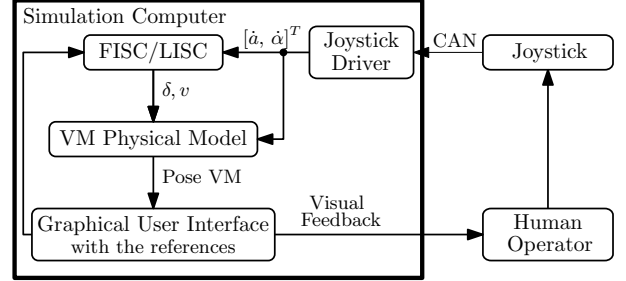 Simulation Computer
FISC/LISC
[ȧ, α̇]^T
Joystick
Driver
CAN
Joystick
δ, v
VM Physical Model
Pose VM
Graphical User Interface
with the references
Visual
Feedback
Human
Operator